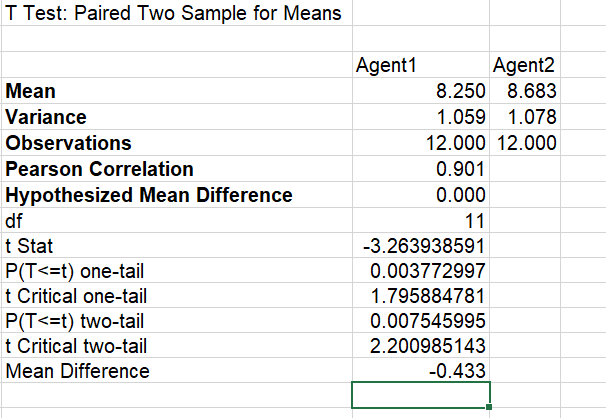 T Test: Paired Two Sample for Means
Agent1 Agent2
Mean 8.250 8.683
Variance 1.059 1.078
Observations 12.000 12.000
Pearson Correlation 0.901
Hypothesized Mean Difference 0.000
df 11
t Stat -3.263938591
P(T<=t) one-tail 0.003772997
t Critical one-tail 1.795884781
P(T<=t) two-tail 0.007545995
t Critical two-tail 2.200985143
Mean Difference -0.433